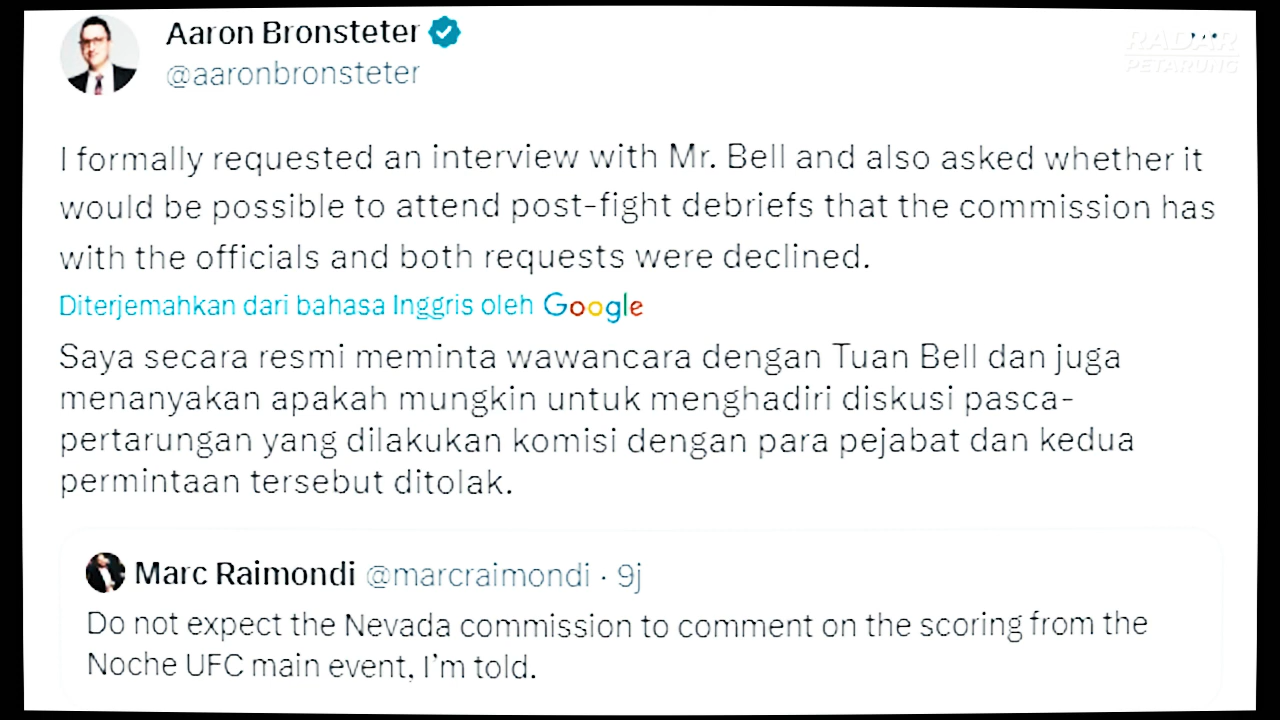 Aaron Bronsteter
@aaronbronsteter
RADAR
PETARUNG
I formally requested an interview with Mr. Bell and also asked whether it
would be possible to attend post-fight debriefs that the commission has
with the officials and both requests were declined.
Diterjemahkan dari bahasa Inggris oleh Google
Saya secara resmi meminta wawancara dengan Tuan Bell dan juga
menanyakan apakah mungkin untuk menghadiri diskusi pasca-
pertarungan yang dilakukan komisi dengan para pejabat dan kedua
permintaan tersebut ditolak.
Marc Raimondi @marcraimondi · 9j
Do not expect the Nevada commission to comment on the scoring from the
Noche UFC main event, I'm told.